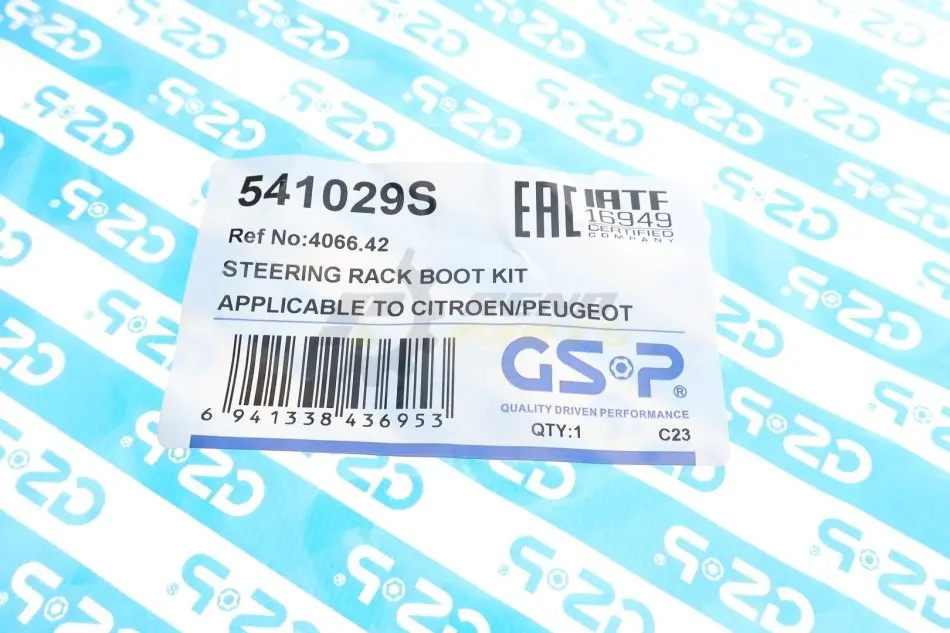 541029S
EAC
IATF
16949
CERTIFIED
COMPANY
Ref No:4066.42
STEERING RACK BOOT KIT
APPLICABLE TO CITROEN/PEUGEOT
6 941338 436953
GSP®
QUALITY DRIVEN PERFORMANCE
QTY:1
C23